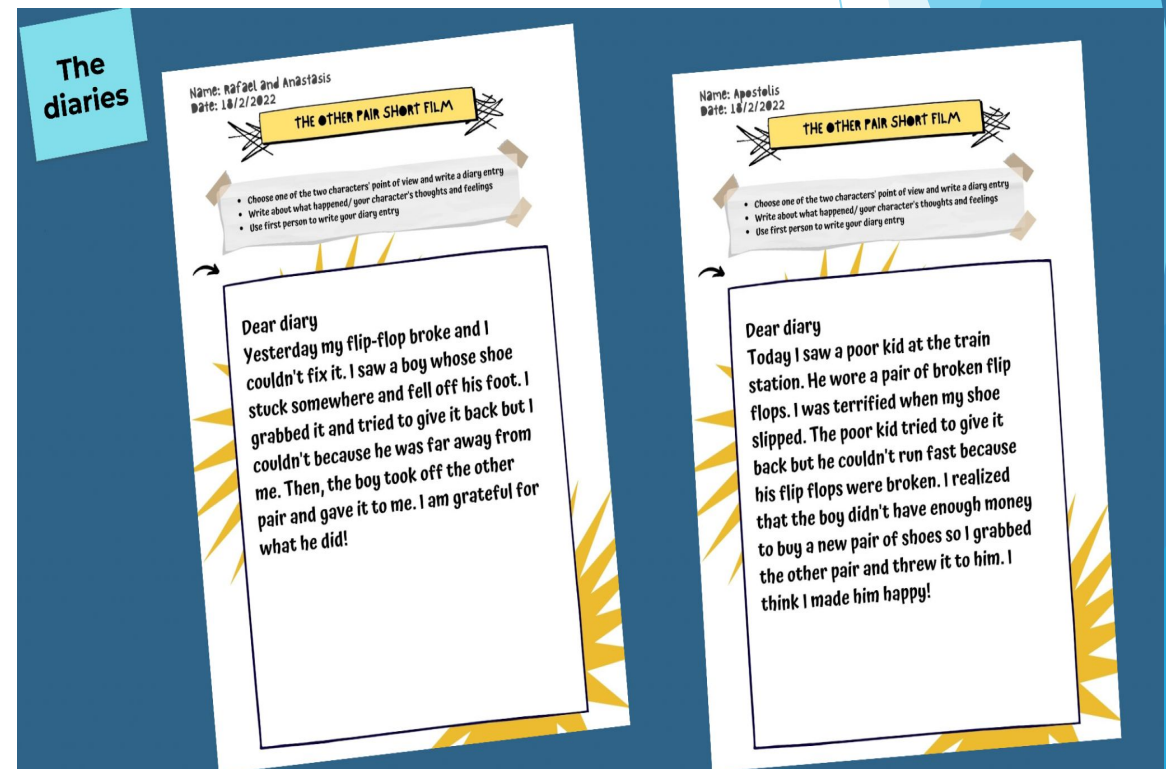 The
diaries
Name: Rafael and Anastasis
Date: 18/2/2022
THE OTHER PAIR SHORT FILM
• Choose one of the two characters' point of view and write a diary entry
• Write about what happened/ your character's thoughts and feelings
• Use first person to write your diary entry
Dear diary
Yesterday my flip-flop broke and I
couldn't fix it. I saw a boy whose shoe
stuck somewhere and fell off his foot. I
grabbed it and tried to give it back but I
couldn't because he was far away from
me. Then, the boy took off the other
pair and gave it to me. I am grateful for
what he did!
Name: Apostolis
Date: 18/2/2022
THE OTHER PAIR SHORT FILM
• Choose one of the two characters' point of view and write a diary entry
• Write about what happened/ your character's thoughts and feelings
• Use first person to write your diary entry
Dear diary
Today I saw a poor kid at the train
station. He wore a pair of broken flip
flops. I was terrified when my shoe
slipped. The poor kid tried to give it
back but he couldn't run fast because
his flip flops were broken. I realized
that the boy didn't have enough money
to buy a new pair of shoes so I grabbed
the other pair and threw it to him. I
think I made him happy!